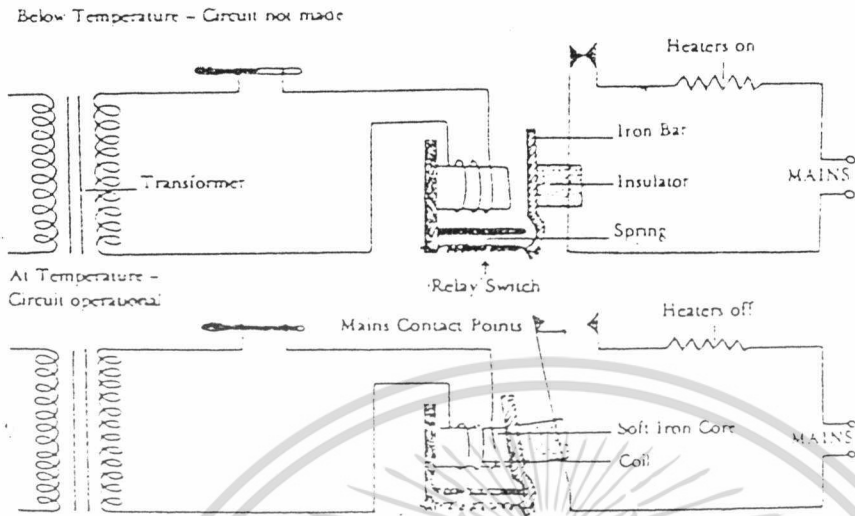 Below Temperature – Circuit not made
Heaters on
Iron Bar
Transformer
Insulator
MAINS
Spring
At Temperature –
Circuit operational
Relay Switch
Mains Contact Points
Heaters off
Soft Iron Core
MAINS
Coil